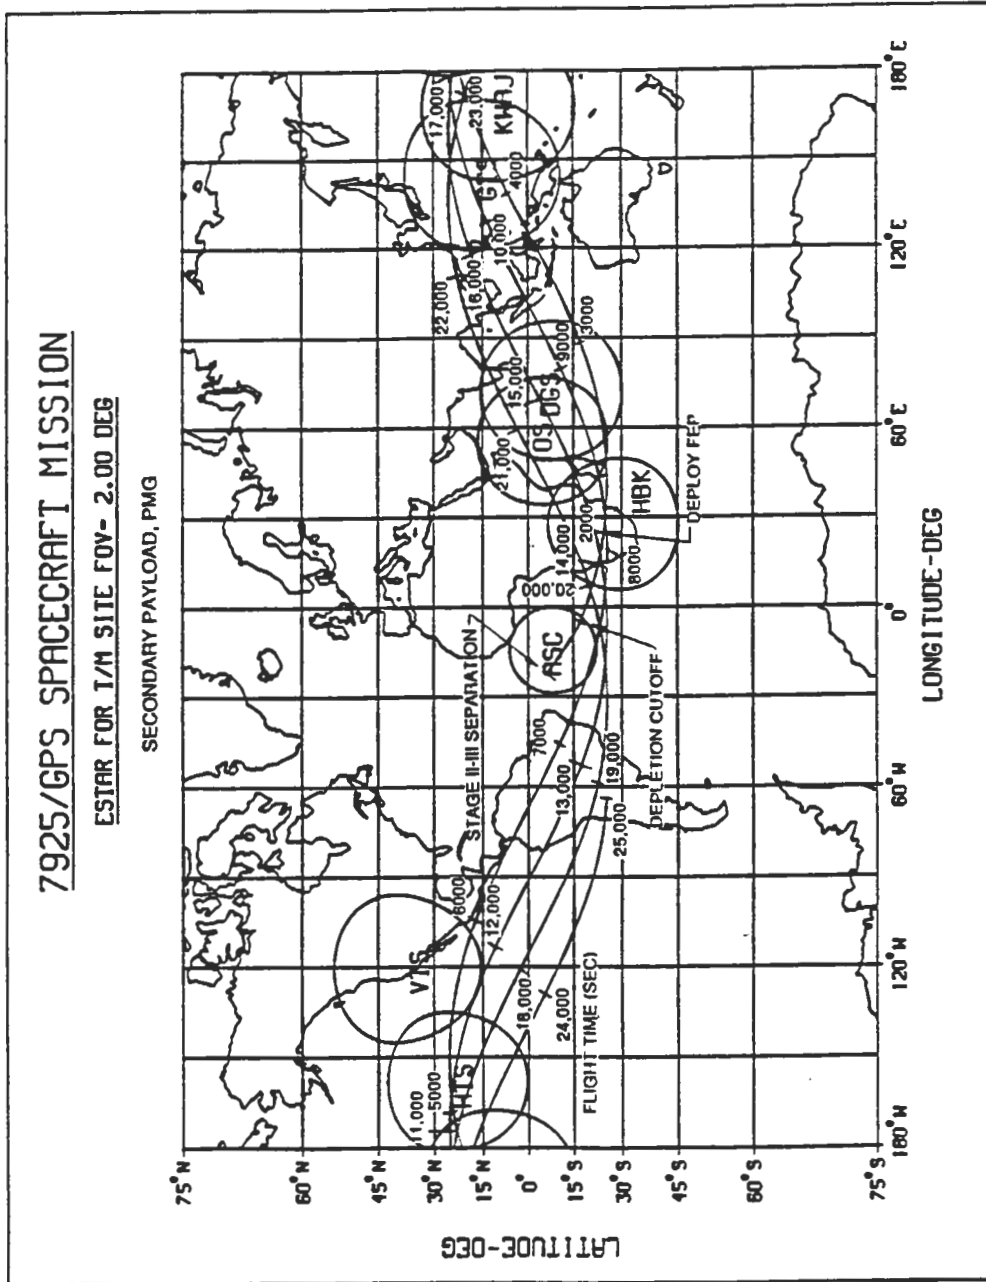 7925/GPS SPACECRAFT MISSION
ESTAR FOR T/M SITE FOV- 2.00 DEG
SECONDARY PAYLOAD, PMG
LATITUDE-DEG
75°N
60°N
45°N
30°N
15°N
0°
15°S
30°S
45°S
60°S
75°S
180°W
120°W
60°W
0°
60°E
120°E
180°E
LONGITUDE-DEG
11,000
5000
HTS
VTS
6000
12,000
18,000
24,000
FLIGHT TIME (SEC)
STAGE II-III SEPARATION
7000
13,000
19,000
25,000
DEPLETION CUTOFF
ASC
20,000
14,000
2000
8000
HBK
DEPLOY FEP
21,000
15,000
DGS
9000
3000
22,000
16,000
10,000
4000
17,000
23,000
KWAJ